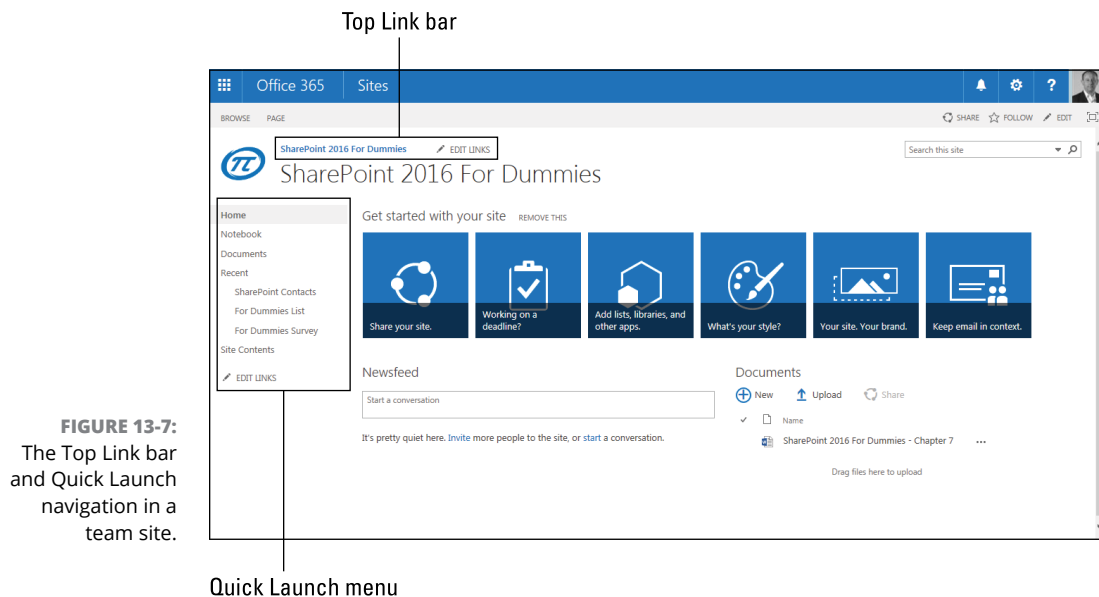 Top Link bar
Office 365
Sites
?
BROWSE
PAGE
SHARE
FOLLOW
EDIT
SharePoint 2016 For Dummies
EDIT LINKS
Search this site
SharePoint 2016 For Dummies
Home
Notebook
Documents
Recent
SharePoint Contacts
For Dummies List
For Dummies Survey
Site Contents
EDIT LINKS
Get started with your site
REMOVE THIS
Share your site.
Working on a
deadline?
Add lists, libraries, and
other apps.
What's your style?
Your site. Your brand.
Keep email in context.
Newsfeed
Start a conversation
It's pretty quiet here. Invite more people to the site, or start a conversation.
Documents
New
Upload
Share
Name
SharePoint 2016 For Dummies - Chapter 7
...
Drag files here to upload
FIGURE 13-7:
The Top Link bar
and Quick Launch
navigation in a
team site.
Quick Launch menu